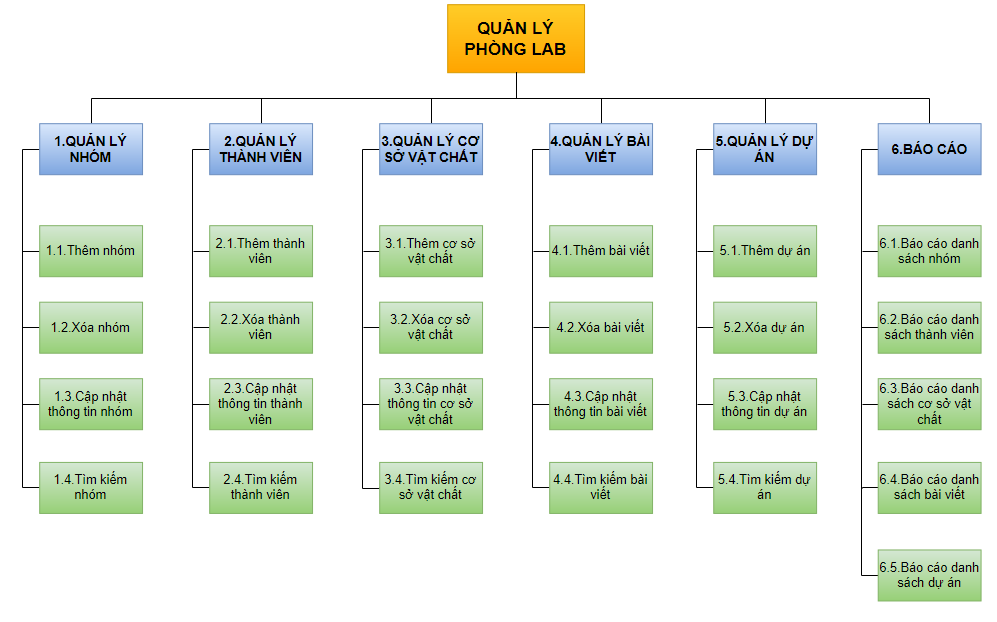 QUẢN LÝ
PHÒNG LAB
1.QUẢN LÝ
NHÓM
2.QUẢN LÝ
THÀNH VIÊN
3.QUẢN LÝ CƠ
SỞ VẬT CHẤT
4.QUẢN LÝ BÀI
VIẾT
5.QUẢN LÝ DỰ
ÁN
6.BÁO CÁO
1.1.Thêm nhóm
2.1.Thêm thành
viên
3.1.Thêm cơ sở
vật chất
4.1.Thêm bài viết
5.1.Thêm dự án
6.1.Báo cáo danh
sách nhóm
1.2.Xóa nhóm
2.2.Xóa thành
viên
3.2.Xóa cơ sở
vật chất
4.2.Xóa bài viết
5.2.Xóa dự án
6.2.Báo cáo danh
sách thành viên
1.3.Cập nhật
thông tin nhóm
2.3.Cập nhật
thông tin thành
viên
3.3.Cập nhật
thông tin cơ sở
vật chất
4.3.Cập nhật
thông tin bài viết
5.3.Cập nhật
thông tin dự án
6.3.Báo cáo danh
sách cơ sở vật
chất
1.4.Tìm kiếm
nhóm
2.4.Tìm kiếm
thành viên
3.4.Tìm kiếm cơ
sở vật chất
4.4.Tìm kiếm bài
viết
5.4.Tìm kiếm dự
án
6.4.Báo cáo danh
sách bài viết
6.5.Báo cáo danh
sách dự án